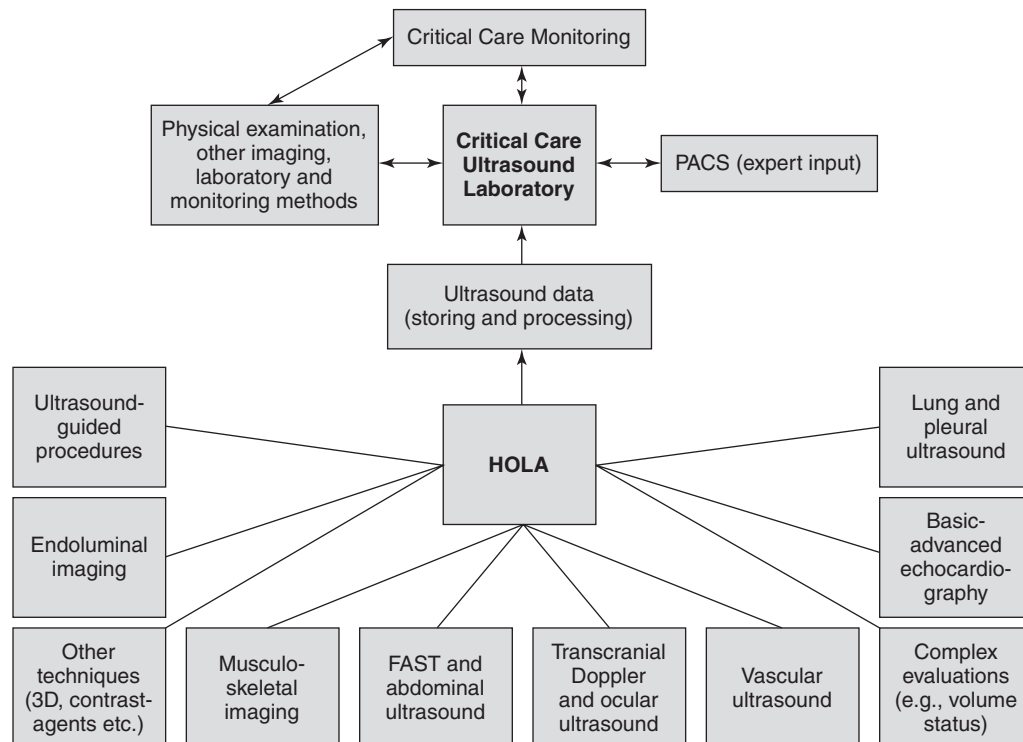 Critical Care Monitoring
Physical examination,
other imaging,
laboratory and
monitoring methods
Critical Care
Ultrasound
Laboratory
PACS (expert input)
Ultrasound data
(storing and processing)
Ultrasound-
guided
procedures
HOLA
Lung and
pleural
ultrasound
Endoluminal
imaging
Basic-
advanced
echocardio-
graphy
Other
techniques
(3D, contrast-
agents etc.)
Musculo-
skeletal
imaging
FAST and
abdominal
ultrasound
Transcranial
Doppler
and ocular
ultrasound
Vascular
ultrasound
Complex
evaluations
(e.g., volume
status)